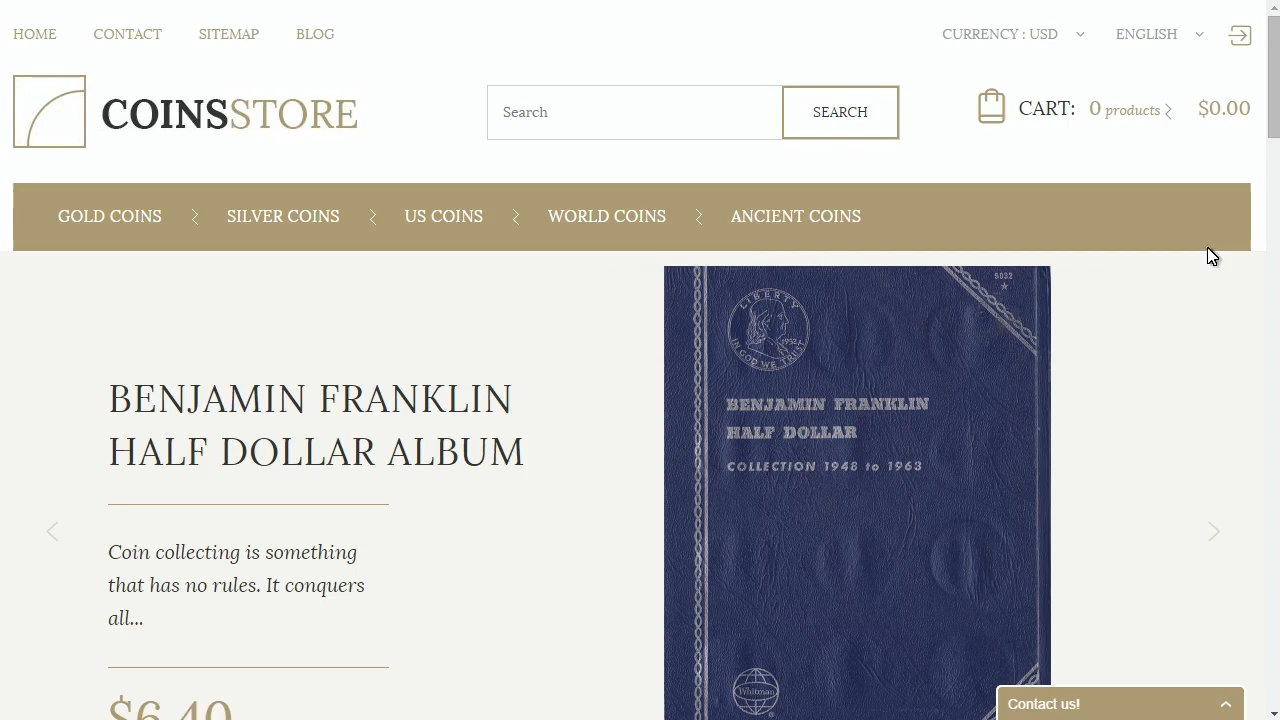 HOME CONTACT SITEMAP BLOG CURRENCY : USD ENGLISH
COINSSTORE
Search SEARCH
CART: 0 products $0.00
GOLD COINS SILVER COINS US COINS WORLD COINS ANCIENT COINS
BENJAMIN FRANKLIN
HALF DOLLAR ALBUM
Coin collecting is something
that has no rules. It conquers
all...
$6.40
9032
LIBERTY
1952
IN GOD WE TRUST
BENJAMIN FRANKLIN
HALF DOLLAR
COLLECTION 1948 to 1963
Whitman
®
Contact us!